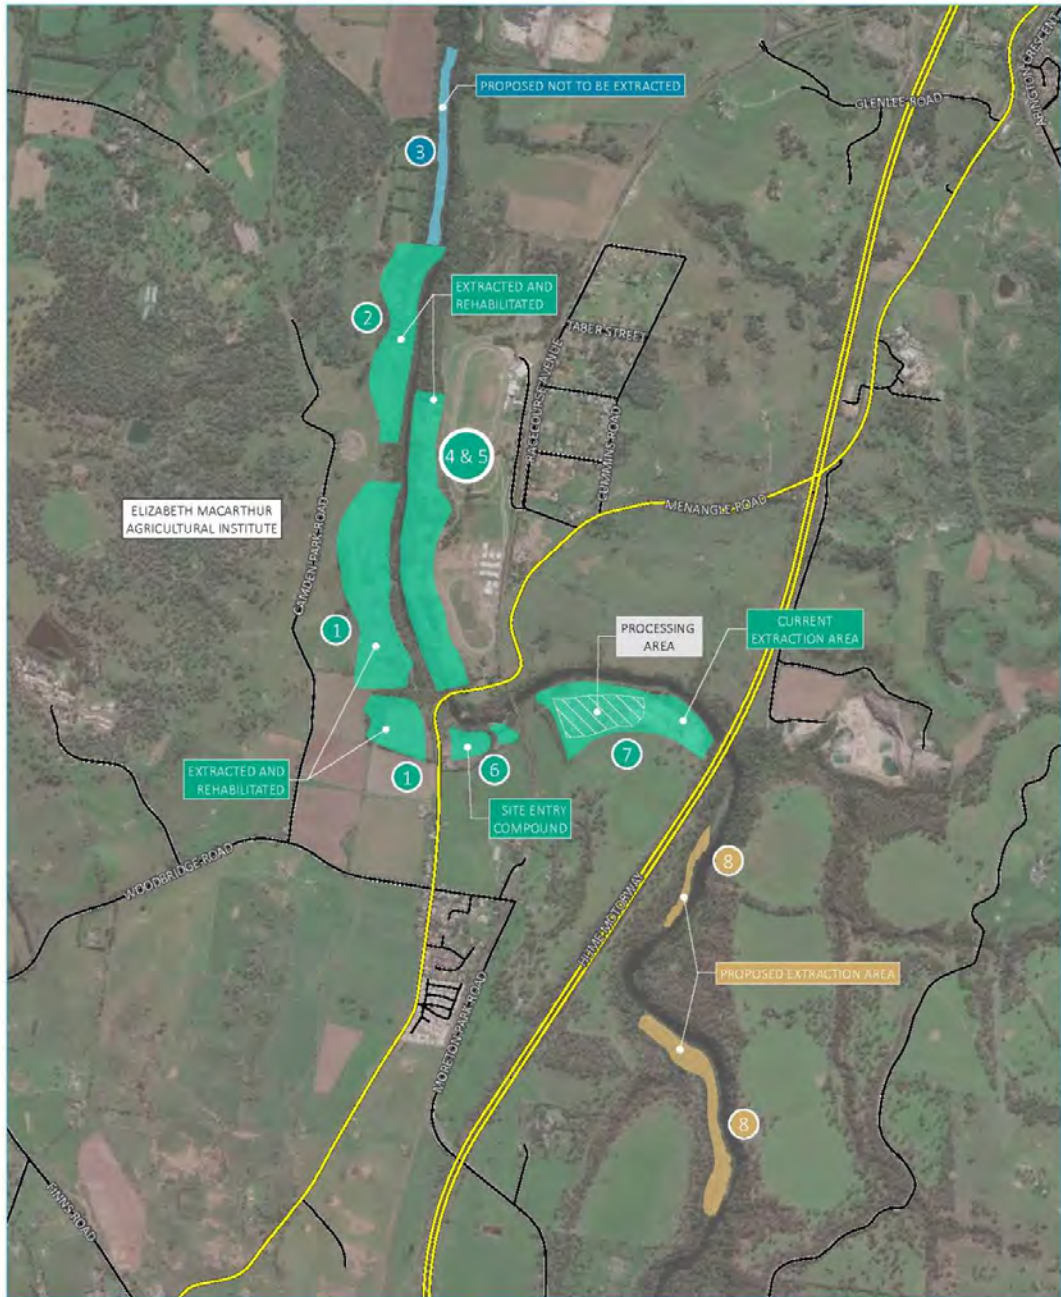 PROPOSED NOT TO BE EXTRACTED
GLENLEE ROAD
ABINGTON CRESCENT
3
EXTRACTED AND
REHABILITATED
2
TABER STREET
RACECOURSE AVENUE
CUMMINS ROAD
4 & 5
MENANGLE ROAD
ELIZABETH MACARTHUR
AGRICULTURAL INSTITUTE
CAMDEN PARK ROAD
1
PROCESSING
AREA
CURRENT
EXTRACTION AREA
EXTRACTED AND
REHABILITATED
1
6
7
SITE ENTRY
COMPOUND
WOODBRIDGE ROAD
8
HUME MOTORWAY
PROPOSED EXTRACTION AREA
MORETON PARK ROAD
8
FINNS ROAD